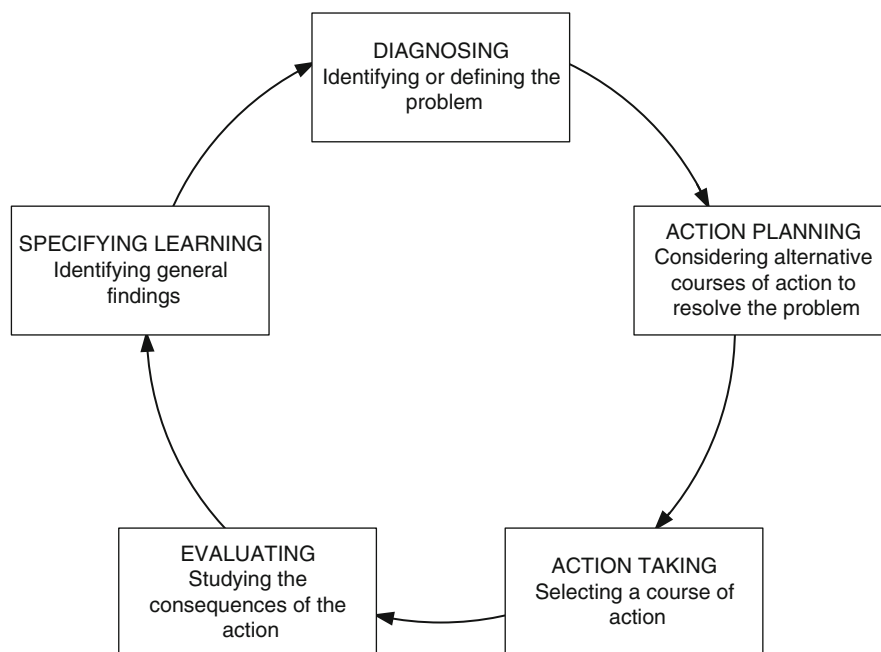 DIAGNOSING
Identifying or defining the
problem
ACTION PLANNING
Considering alternative
courses of action to
resolve the problem
ACTION TAKING
Selecting a course of
action
EVALUATING
Studying the
consequences of the
action
SPECIFYING LEARNING
Identifying general
findings